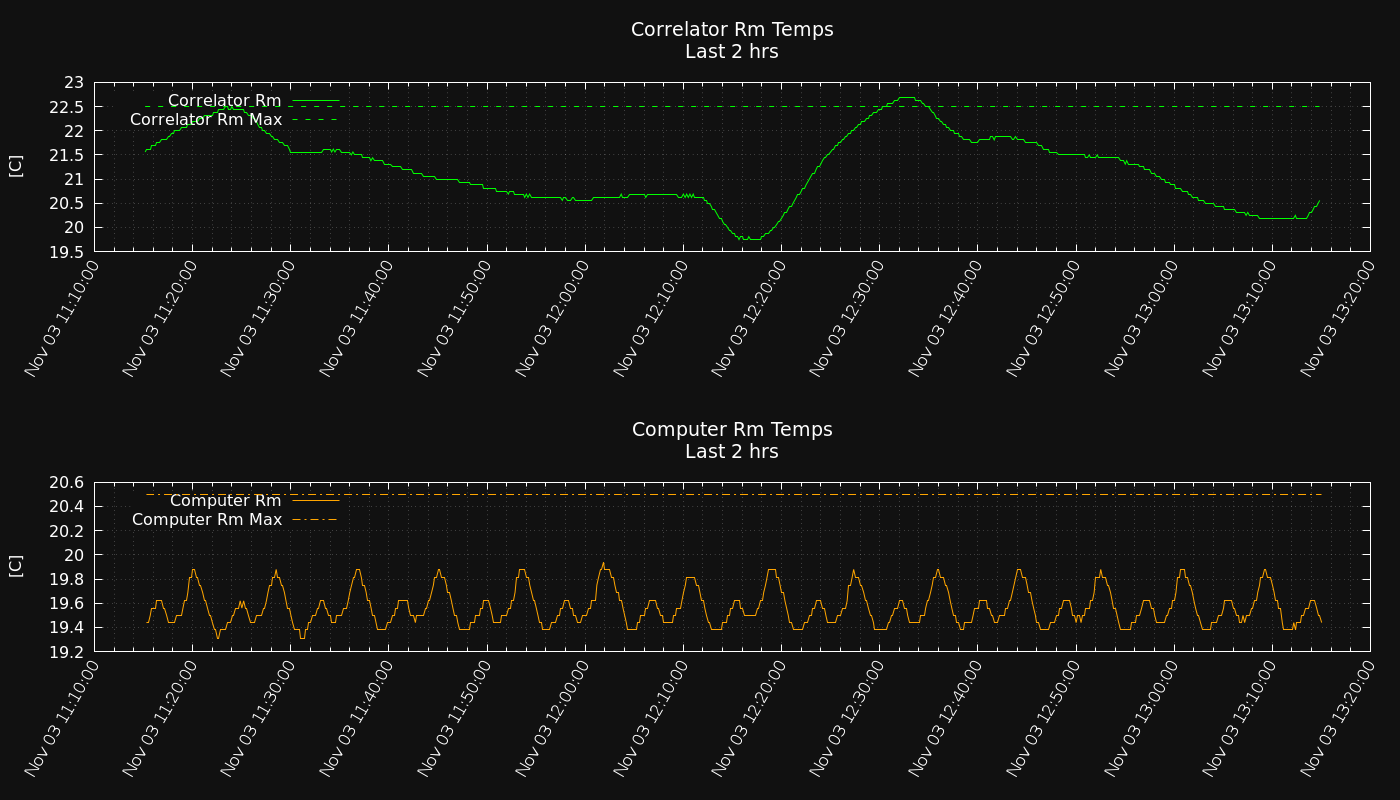 Correlator Rm Temps
Last 2 hrs
23
22.5
22
21.5
21
20.5
20
19.5
[C]
Correlator Rm
Correlator Rm Max
Nov 03 11:10:00
Nov 03 11:20:00
Nov 03 11:30:00
Nov 03 11:40:00
Nov 03 11:50:00
Nov 03 12:00:00
Nov 03 12:10:00
Nov 03 12:20:00
Nov 03 12:30:00
Nov 03 12:40:00
Nov 03 12:50:00
Nov 03 13:00:00
Nov 03 13:10:00
Nov 03 13:20:00
Computer Rm Temps
Last 2 hrs
20.6
20.4
20.2
20
19.8
19.6
19.4
19.2
[C]
Computer Rm
Computer Rm Max
Nov 03 11:10:00
Nov 03 11:20:00
Nov 03 11:30:00
Nov 03 11:40:00
Nov 03 11:50:00
Nov 03 12:00:00
Nov 03 12:10:00
Nov 03 12:20:00
Nov 03 12:30:00
Nov 03 12:40:00
Nov 03 12:50:00
Nov 03 13:00:00
Nov 03 13:10:00
Nov 03 13:20:00